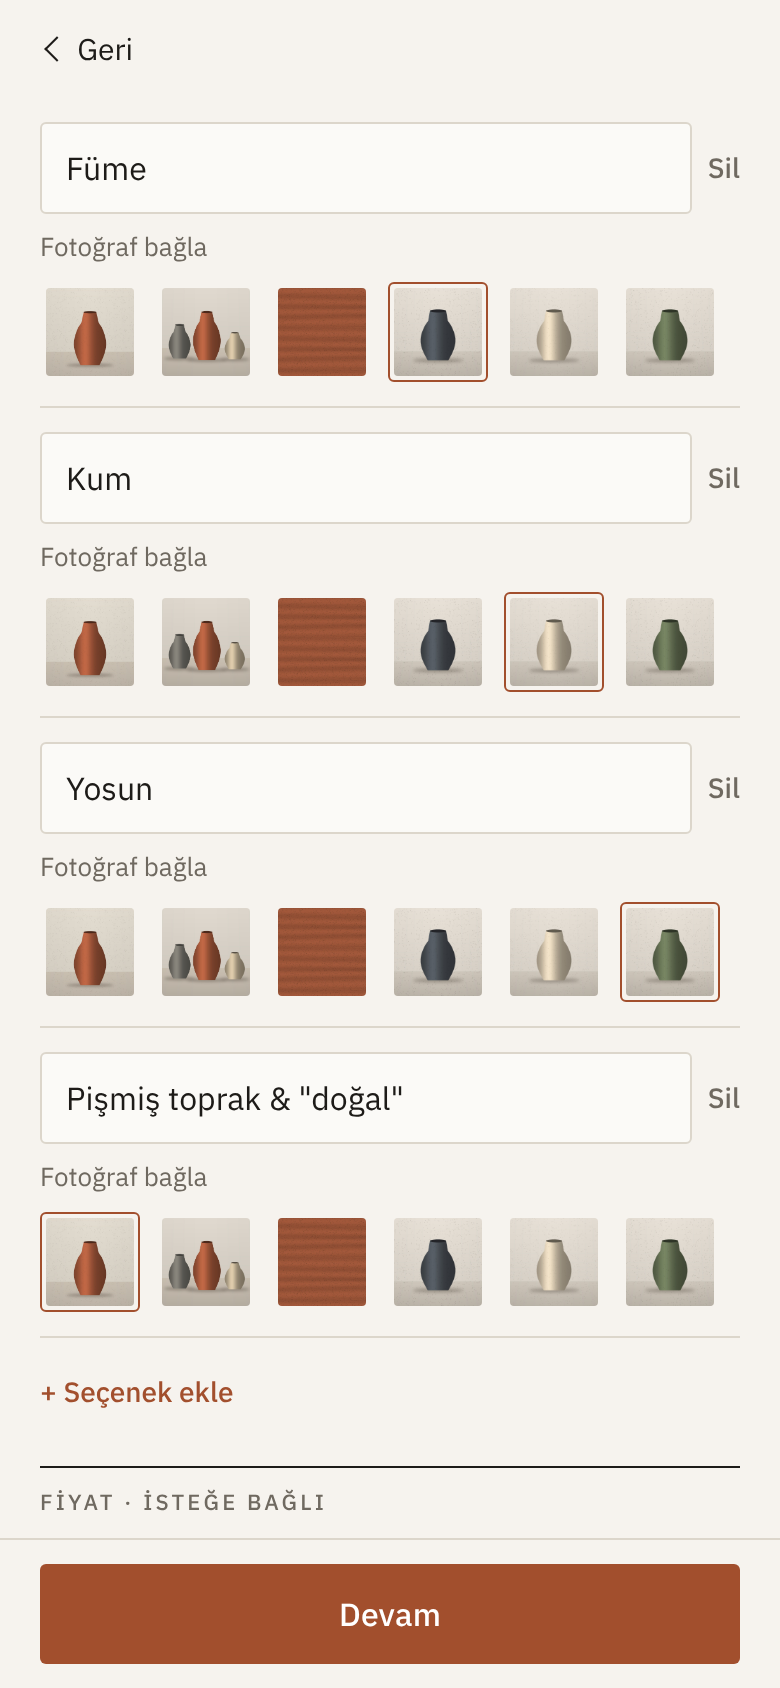 Geri
Füme
Sil
Fotoğraf bağla
Kum
Sil
Fotoğraf bağla
Yosun
Sil
Fotoğraf bağla
Pişmiş toprak & "doğal"
Sil
Fotoğraf bağla
+ Seçenek ekle
FİYAT · İSTEĞE BAĞLI
Devam